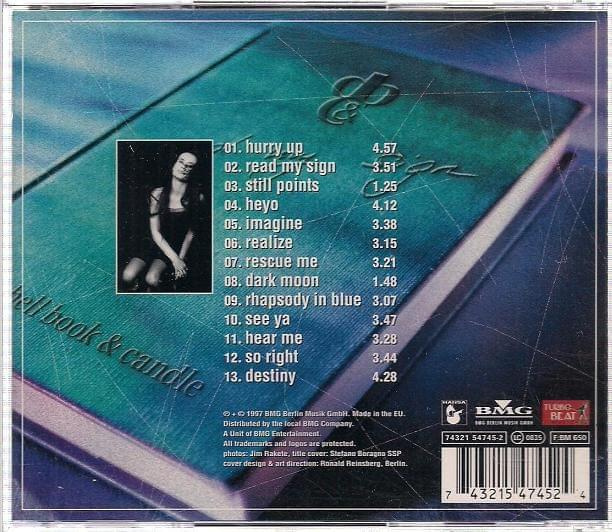 &
Sign
bell book & candle
01. hurry up 4.57
02. read my sign 3.51
03. still points 1.25
04. heyo 4.12
05. imagine 3.38
06. realize 3.15
07. rescue me 3.21
08. dark moon 1.48
09. rhapsody in blue 3.07
10. see ya 3.47
11. hear me 3.28
12. so right 3.44
13. destiny 4.28
℗ + © 1997 BMG Berlin Musik GmbH. Made in the EU.
Distributed by the local BMG Company.
A Unit of BMG Entertainment.
All trademarks and logos are protected.
photos: Jim Rakete, title cover: Stefano Boragno SSP
cover design & art direction: Ronald Reinsberg, Berlin.
HANSA
BMG
BMG BERLIN MUSIK GMBH
TURBO BEAT
74321 54745-2 LC 0835 F:BM 650
7 43215 47452 4